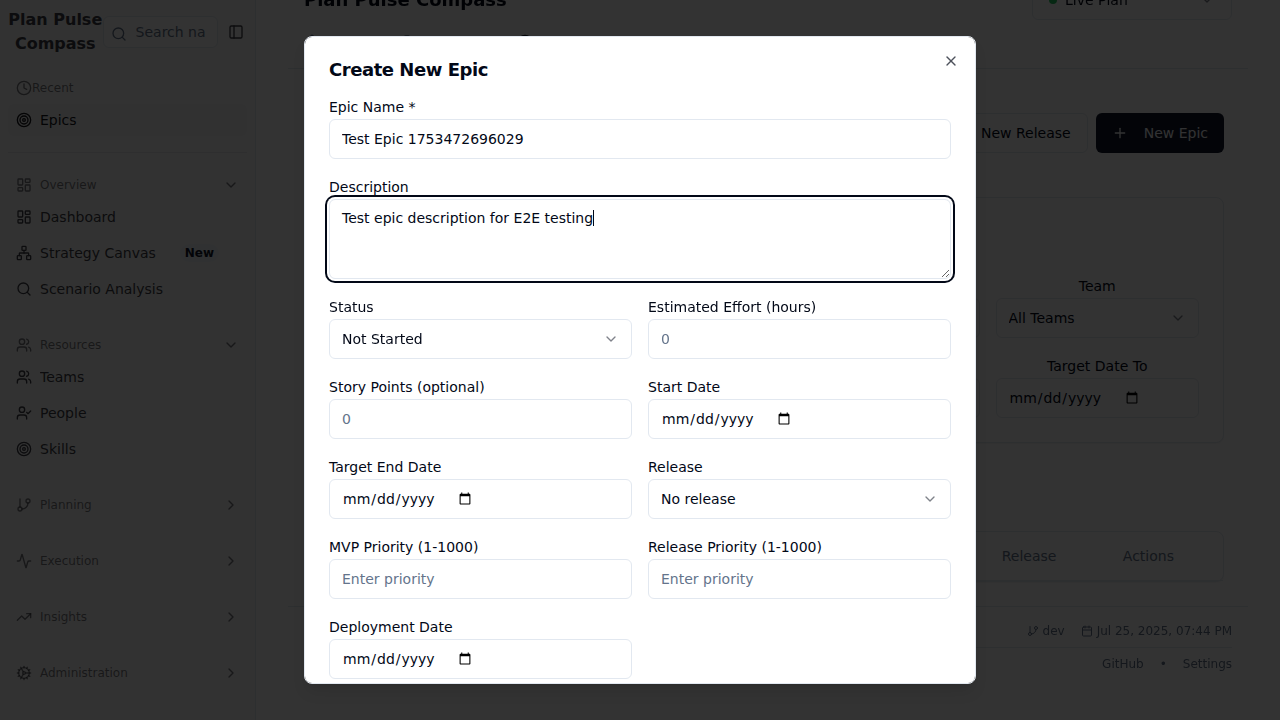 Plan Pulse Compass
Search na
Recent
Epics
Overview
Dashboard
Strategy Canvas New
Scenario Analysis
Resources
Teams
People
Skills
Planning
Execution
Insights
Administration
Plan Pulse Compass
Live Plan
New Release
New Epic
Team
All Teams
Target Date To
mm/dd/yyyy
Release
Actions
dev
Jul 25, 2025, 07:44 PM
GitHub • Settings
Create New Epic
Epic Name *
Test Epic 1753472696029
Description
Test epic description for E2E testing
Status
Not Started
Estimated Effort (hours)
0
Story Points (optional)
0
Start Date
mm/dd/yyyy
Target End Date
mm/dd/yyyy
Release
No release
MVP Priority (1-1000)
Enter priority
Release Priority (1-1000)
Enter priority
Deployment Date
mm/dd/yyyy